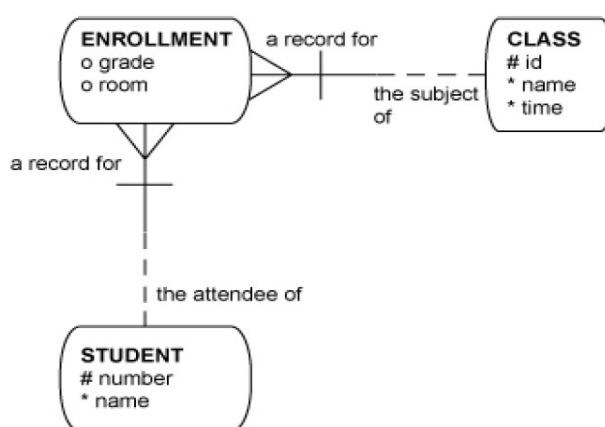 ENROLLMENT
o grade
o room
a record for
the subject
of
CLASS
# id
* name
* time
a record for
the attendee of
STUDENT
# number
* name